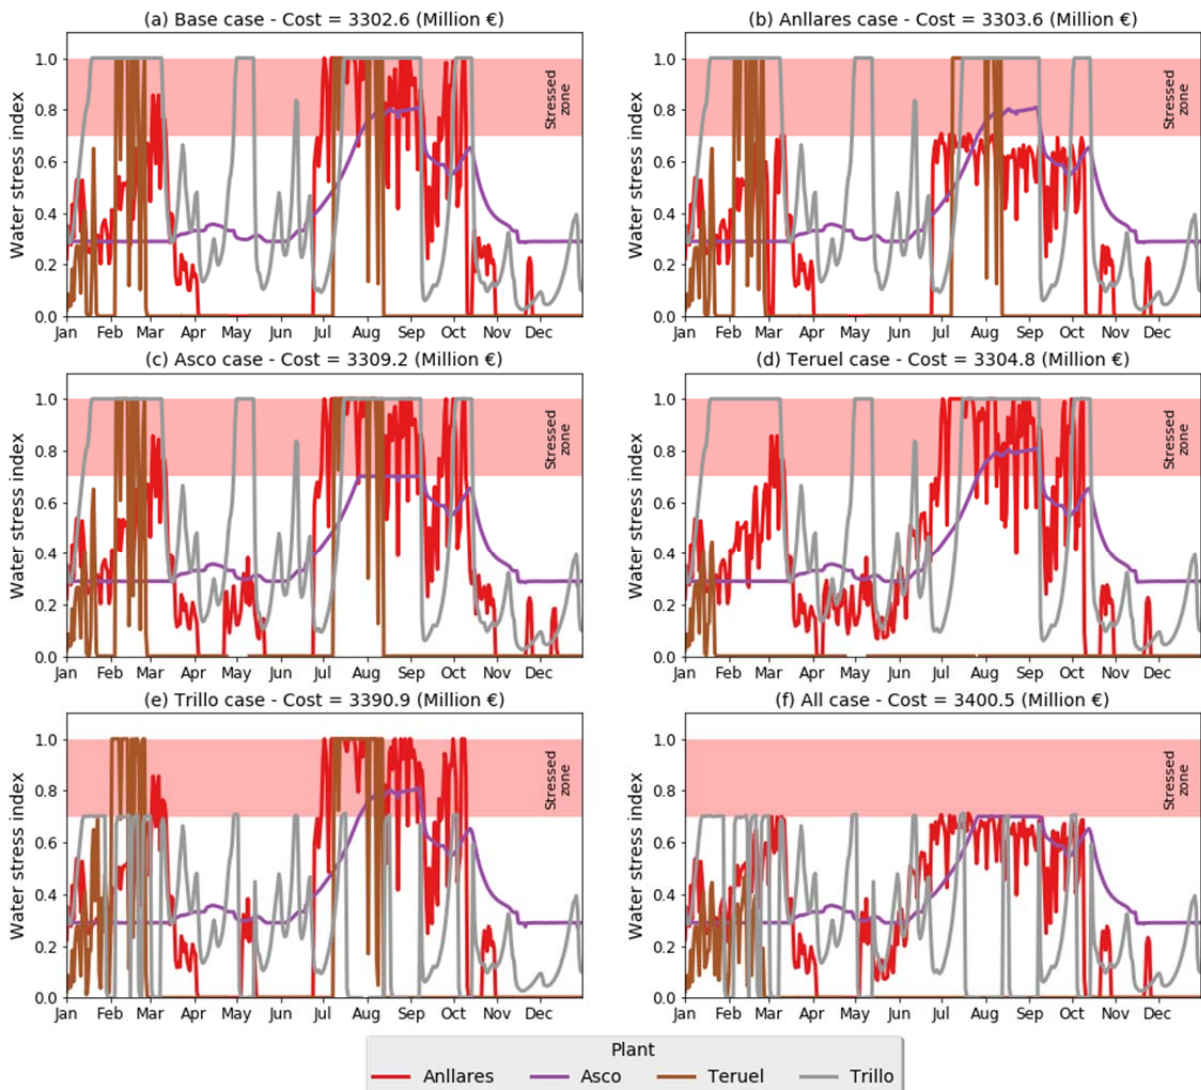 (a) Base case - Cost = 3302.6 (Million €)
(b) Anllares case - Cost = 3303.6 (Million €)
Water stress index
1.0
0.8
0.6
0.4
0.2
0.0
Stressed
zone
Jan Feb Mar Apr May Jun Jul Aug Sep Oct Nov Dec
Water stress index
1.0
0.8
0.6
0.4
0.2
0.0
Stressed
zone
Jan Feb Mar Apr May Jun Jul Aug Sep Oct Nov Dec
(c) Asco case - Cost = 3309.2 (Million €)
(d) Teruel case - Cost = 3304.8 (Million €)
Water stress index
1.0
0.8
0.6
0.4
0.2
0.0
Stressed
zone
Jan Feb Mar Apr May Jun Jul Aug Sep Oct Nov Dec
Water stress index
1.0
0.8
0.6
0.4
0.2
0.0
Stressed
zone
Jan Feb Mar Apr May Jun Jul Aug Sep Oct Nov Dec
(e) Trillo case - Cost = 3390.9 (Million €)
(f) All case - Cost = 3400.5 (Million €)
Water stress index
1.0
0.8
0.6
0.4
0.2
0.0
Stressed
zone
Jan Feb Mar Apr May Jun Jul Aug Sep Oct Nov Dec
Water stress index
1.0
0.8
0.6
0.4
0.2
0.0
Stressed
zone
Jan Feb Mar Apr May Jun Jul Aug Sep Oct Nov Dec
Plant
Anllares Asco Teruel Trillo